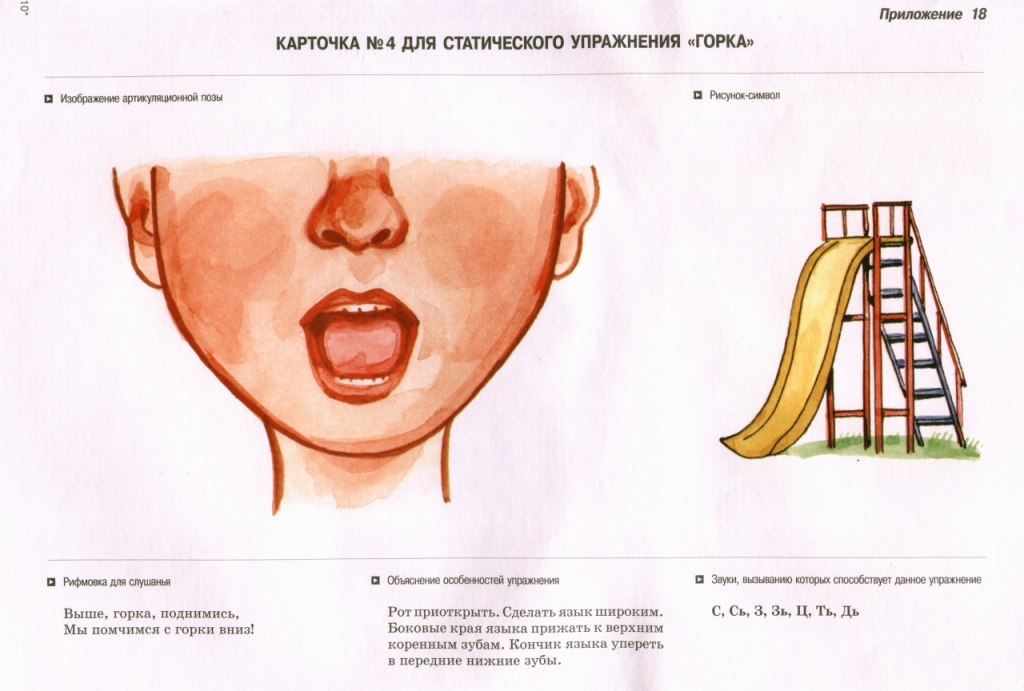 10*
Приложение 18
КАРТОЧКА №4 ДЛЯ СТАТИЧЕСКОГО УПРАЖНЕНИЯ «ГОРКА»
Изображение артикуляционной позы
Рисунок-символ
Рифмовка для слушанья
Выше, горка, поднимись,
Мы помчимся с горки вниз!
Объяснение особенностей упражнения
Рот приоткрыть. Сделать язык широким.
Боковые края языка прижать к верхним
коренным зубам. Кончик языка упереть
в передние нижние зубы.
Звуки, вызыванию которых способствует данное упражнение
С, Сь, З, Зь, Ц, Ть, Дь